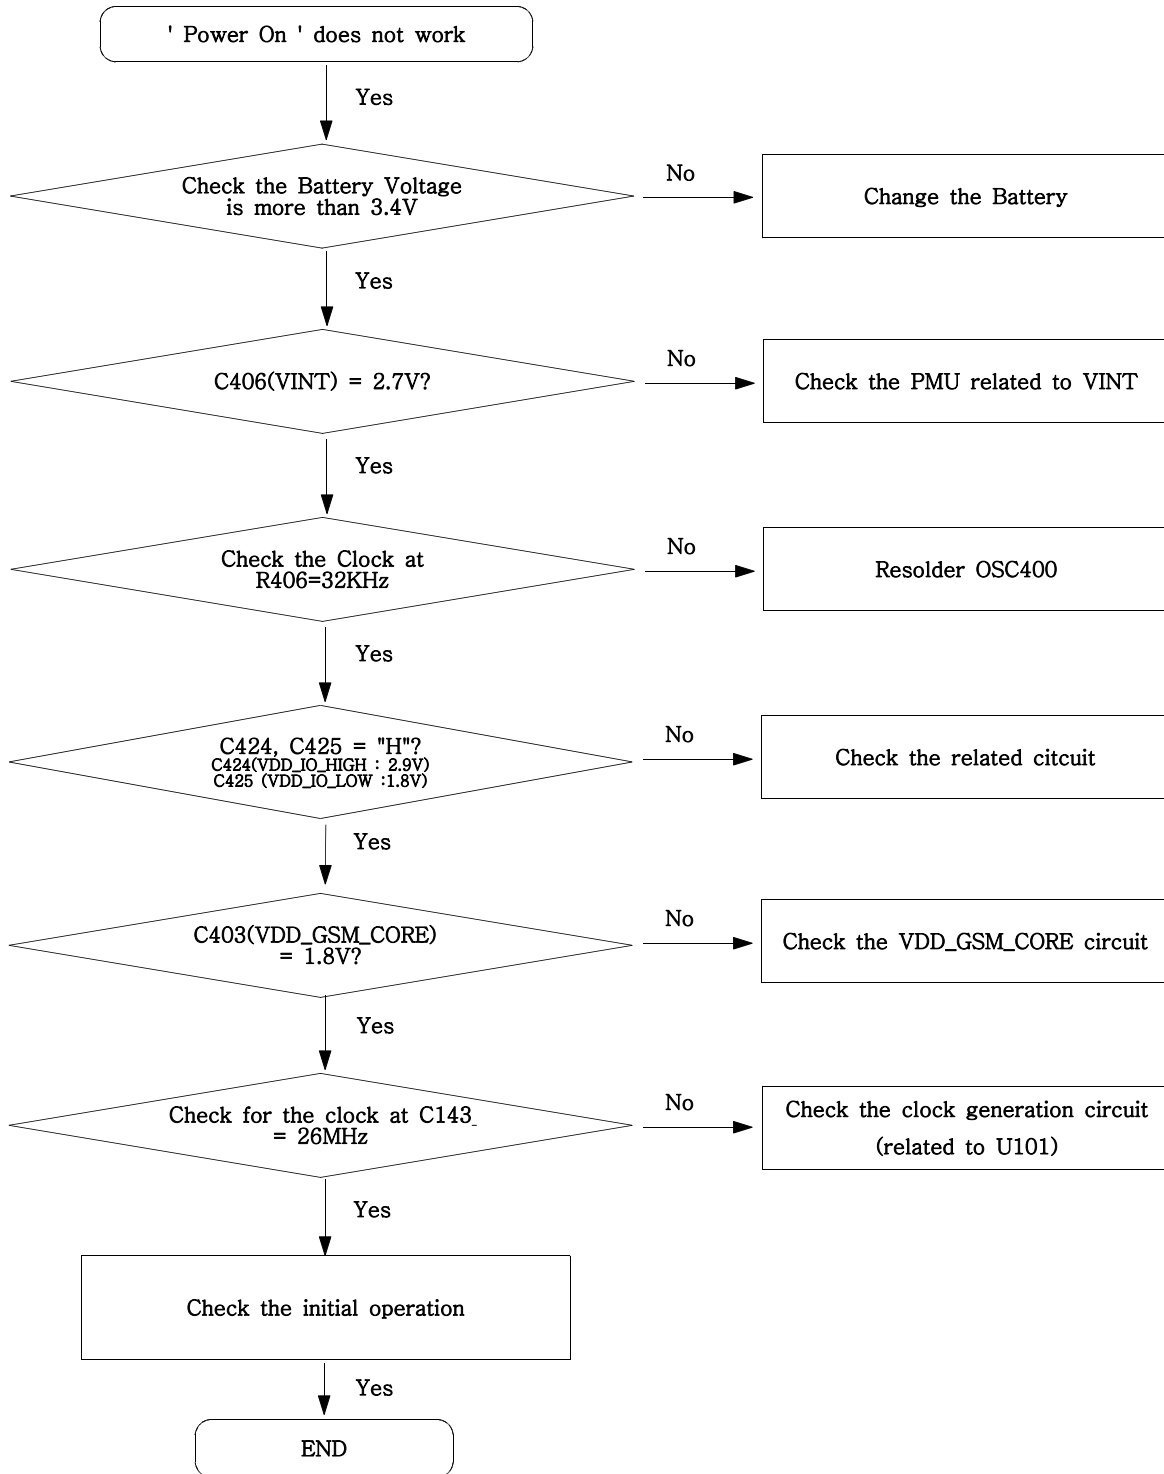 ' Power On ' does not work
Yes
Check the Battery Voltage
is more than 3.4V
No
Change the Battery
Yes
C406(VINT) = 2.7V?
No
Check the PMU related to VINT
Yes
Check the Clock at
R406=32KHz
No
Resolder OSC400
Yes
C424, C425 = "H"?
C424(VDD_IO_HIGH : 2.9V)
C425 (VDD_IO_LOW :1.8V)
No
Check the related citcuit
Yes
C403(VDD_GSM_CORE)
= 1.8V?
No
Check the VDD_GSM_CORE circuit
Yes
Check for the clock at C143
= 26MHz
No
Check the clock generation circuit
(related to U101)
Yes
Check the initial operation
Yes
END